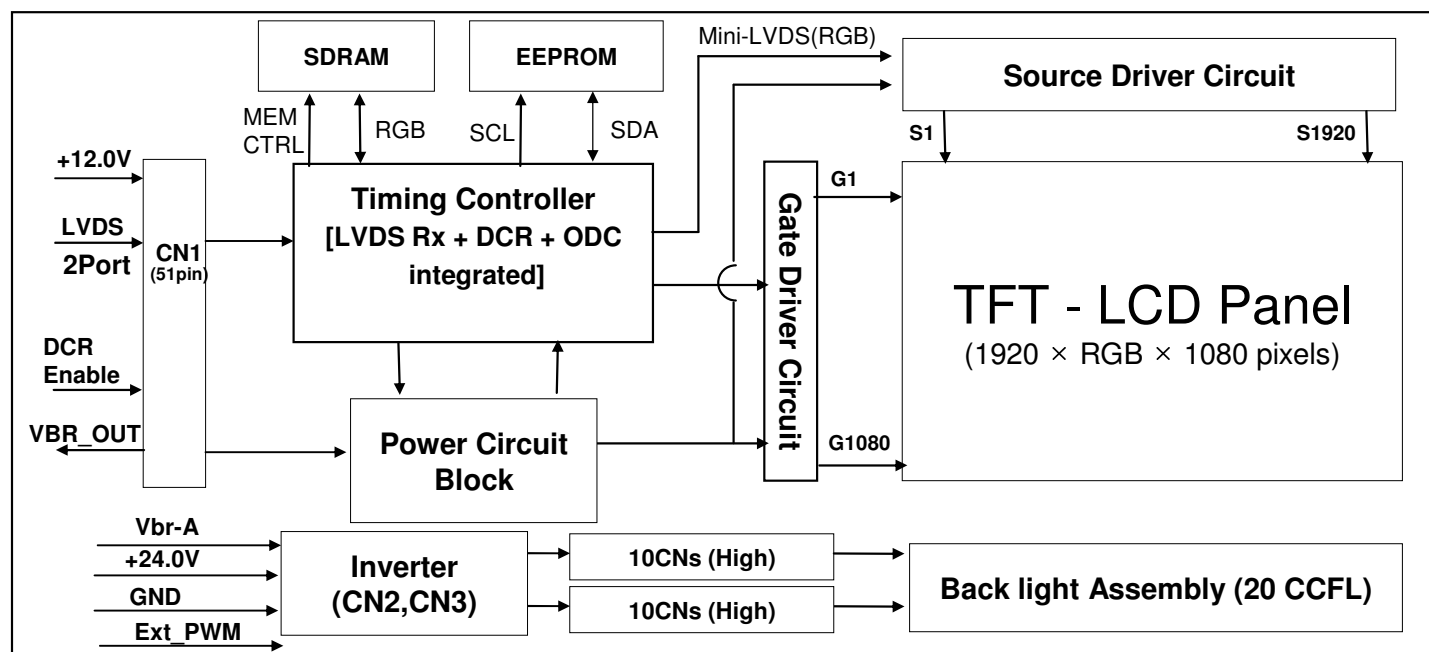 Mini-LVDS(RGB)
SDRAM
EEPROM
Source Driver Circuit
MEM
CTRL
RGB
SCL
SDA
S1
S1920
+12.0V
LVDS
2Port
CN1
(51pin)
Timing Controller
[LVDS Rx + DCR + ODC
integrated]
G1
Gate Driver Circuit
TFT - LCD Panel
(1920 × RGB × 1080 pixels)
DCR
Enable
VBR_OUT
Power Circuit
Block
G1080
Vbr-A
+24.0V
GND
Ext_PWM
Inverter
(CN2,CN3)
10CNs (High)
10CNs (High)
Back light Assembly (20 CCFL)